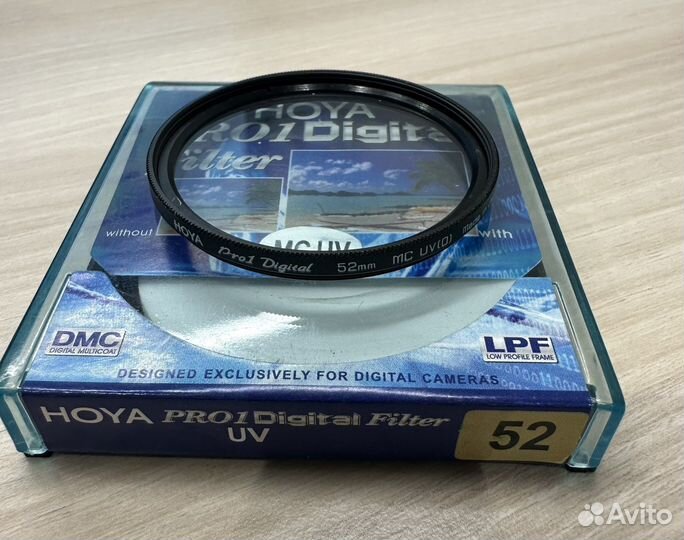 HOYA
PRO1 Digital
Filter
without
MC UV
with
HOYA Pro1 Digital 52mm MC UV(0)
DMC
DIGITAL MULTICOAT
LPF
LOW PROFILE FRAME
DESIGNED EXCLUSIVELY FOR DIGITAL CAMERAS
HOYA PRO1 Digital Filter
UV
52
Avito